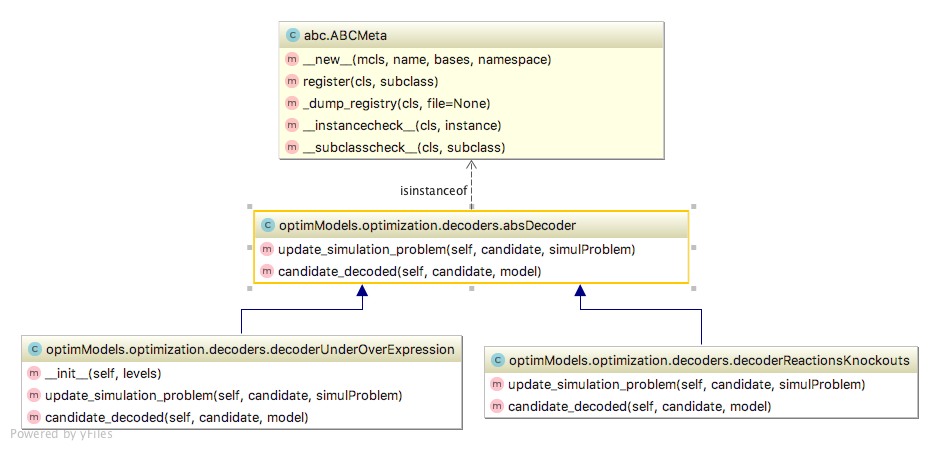 C abc.ABCMeta
m __new__(mcls, name, bases, namespace)
m register(cls, subclass)
m _dump_registry(cls, file=None)
m __instancecheck__(cls, instance)
m __subclasscheck__(cls, subclass)
isinstanceof
C optimModels.optimization.decoders.absDecoder
m update_simulation_problem(self, candidate, simulProblem)
m candidate_decoded(self, candidate, model)
C optimModels.optimization.decoders.decoderUnderOverExpression
m __init__(self, levels)
m update_simulation_problem(self, candidate, simulProblem)
m candidate_decoded(self, candidate, model)
C optimModels.optimization.decoders.decoderReactionsKnockouts
m update_simulation_problem(self, candidate, simulProblem)
m candidate_decoded(self, candidate, model)
Powered by yFiles